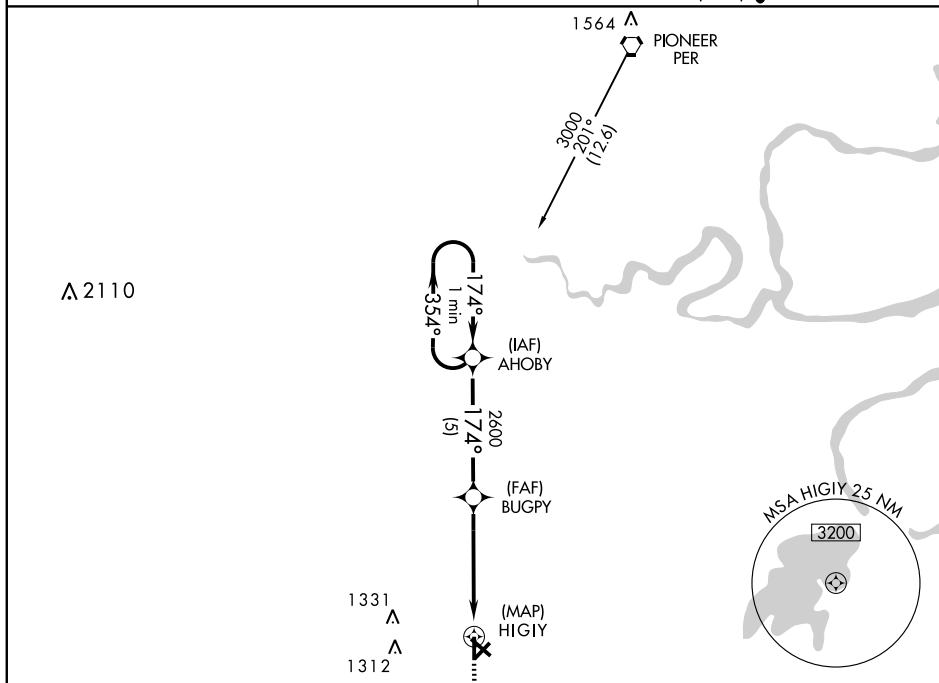 1564
PIONEER
PER
3000
201°
(12.6)
2110
174°
1 min
354°
(IAF)
AHOBY
2600
174°
(5)
(FAF)
BUGPY
MSA HIGIY 25 NM
3200
1331
(MAP)
HIGIY
1312